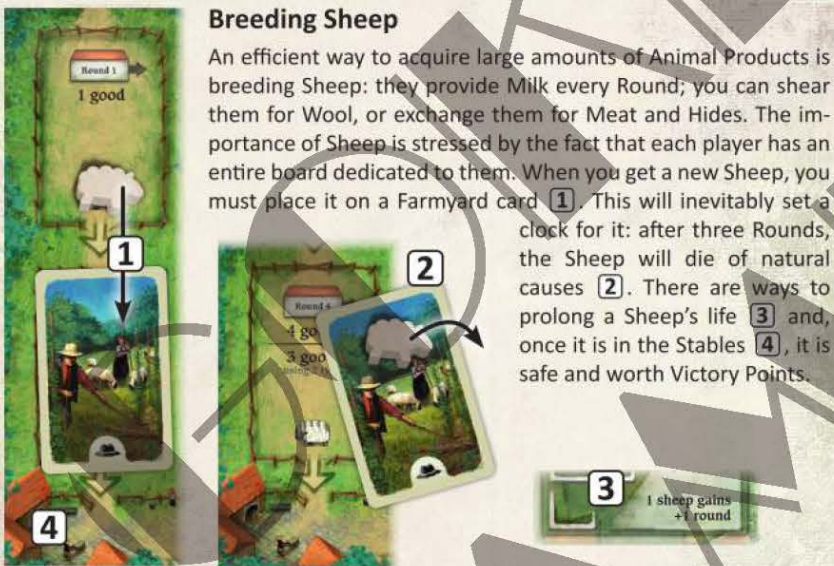 Breeding Sheep
An efficient way to acquire large amounts of Animal Products is
breeding Sheep: they provide Milk every Round; you can shear
them for Wool, or exchange them for Meat and Hides. The im-
portance of Sheep is stressed by the fact that each player has an
entire board dedicated to them. When you get a new Sheep, you
must place it on a Farmyard card 1. This will inevitably set a
clock for it: after three Rounds,
the Sheep will die of natural
causes 2. There are ways to
prolong a Sheep's life 3 and,
once it is in the Stables 4, it is
safe and worth Victory Points.
Round 1
1 good
1
4
2
Round 4
4 go
3 goo
3
1 sheep gains
+1 round